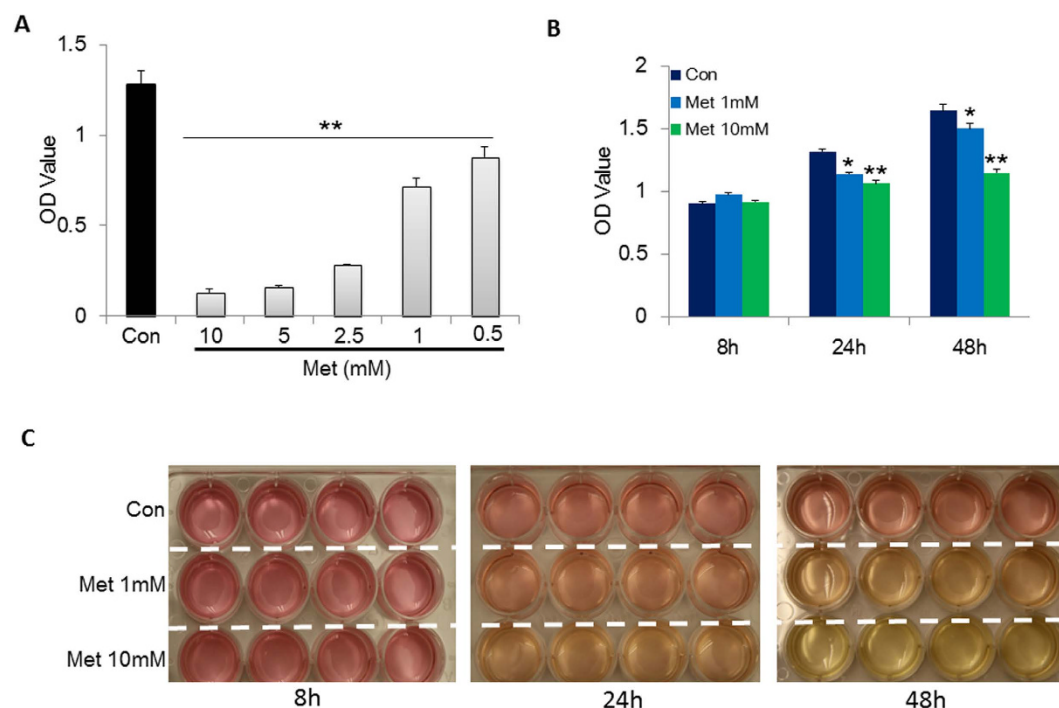 A
OD Value
1.5
1
0.5
0
**
Con
10
5
2.5
1
0.5
Met (mM)
B
OD Value
2
1.5
1
0.5
0
Con
Met 1mM
Met 10mM
*
**
*
**
8h
24h
48h
C
Con
Met 1mM
Met 10mM
8h
24h
48h